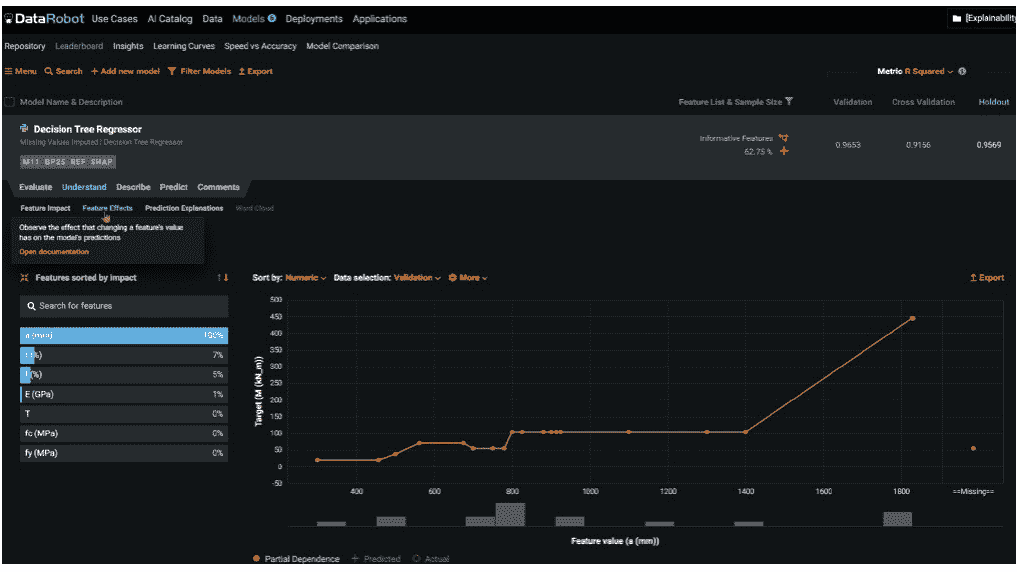 DataRobot Use Cases AI Catalog Data Models 5 Deployments Applications [Explainability
Repository Leaderboard Insights Learning Curves Speed vs Accuracy Model Comparison
Menu Search + Add new model Filter Models Export Metric R Squared
Model Name & Description Feature List & Sample Size Validation Cross Validation Holdout
Decision Tree Regressor
Missing Values Imputed | Decision Tree Regressor
Informative Features
62.75 % + 0.9653 0.9156 0.9569
M11 BP25 REF SHAP
Evaluate Understand Describe Predict Comments
Feature Impact Feature Effects Prediction Explanations Word Cloud
Observe the effect that changing a feature's value
has on the model's predictions
Open documentation
Features sorted by impact Sort by: Numeric Data selection: Validation More Export
Search for features
(mm) 100%
(%) 7%
(%) 5%
E (GPa) 1%
T 0%
fc (MPa) 0%
fy (MPa) 0%
500
450
400
350
300
250
200
150
100
50
0
-50
Target (M (kN_m))
400 600 800 1000 1200 1400 1600 1800 ==Missing==
Feature value (a (mm))
Partial Dependence + Predicted Actual